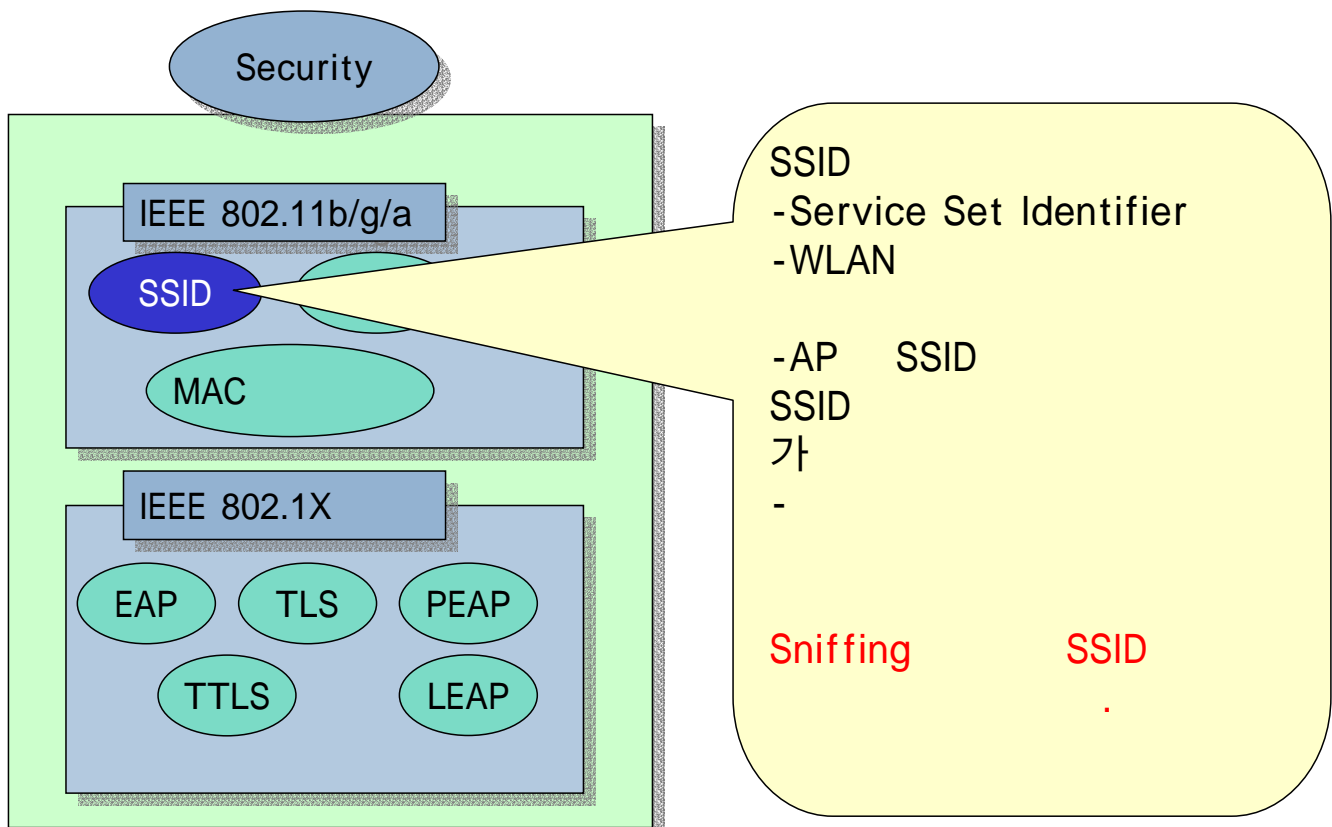 Security
IEEE 802.11b/g/a
SSID
MAC
IEEE 802.1X
EAP TLS PEAP
TTLS LEAP
SSID
-Service Set Identifier
-WLAN
-AP SSID
SSID
가
-
Sniffing SSID
.